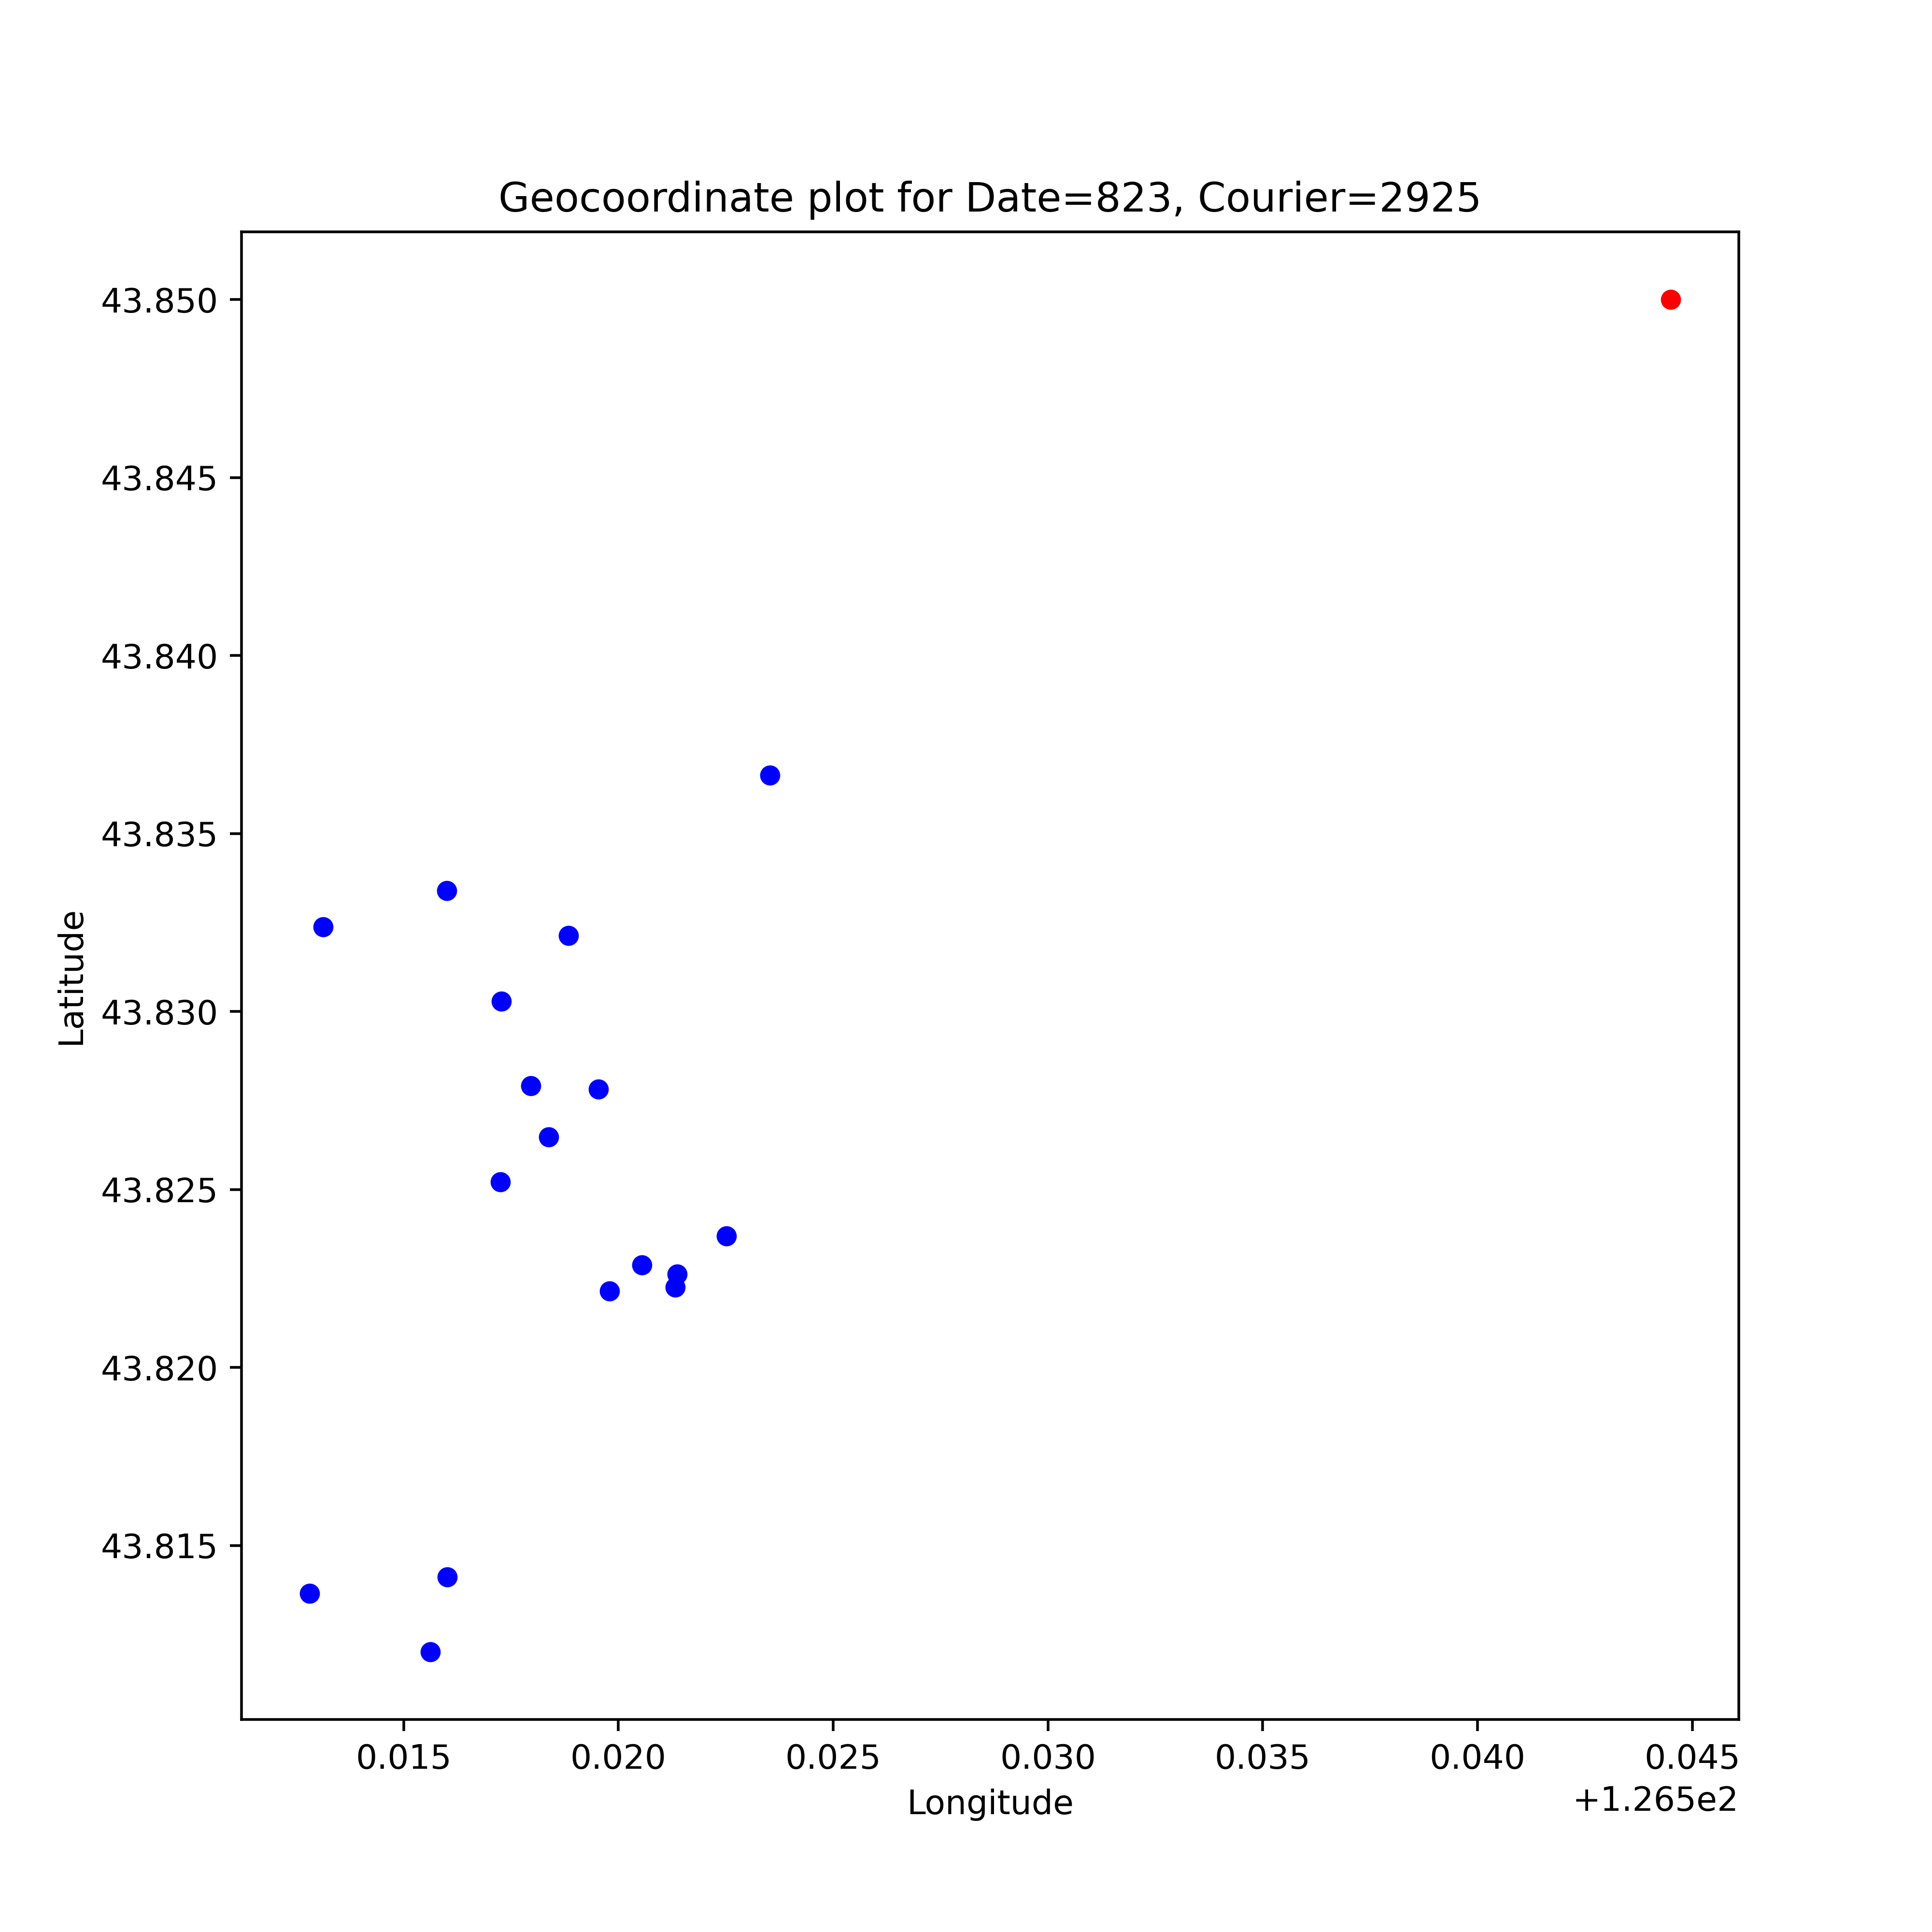 Geocoordinate plot for Date=823, Courier=2925
43.850
43.845
43.840
43.835
43.830
43.825
43.820
43.815
Latitude
0.015 0.020 0.025 0.030 0.035 0.040 0.045
+1.265e2
Longitude